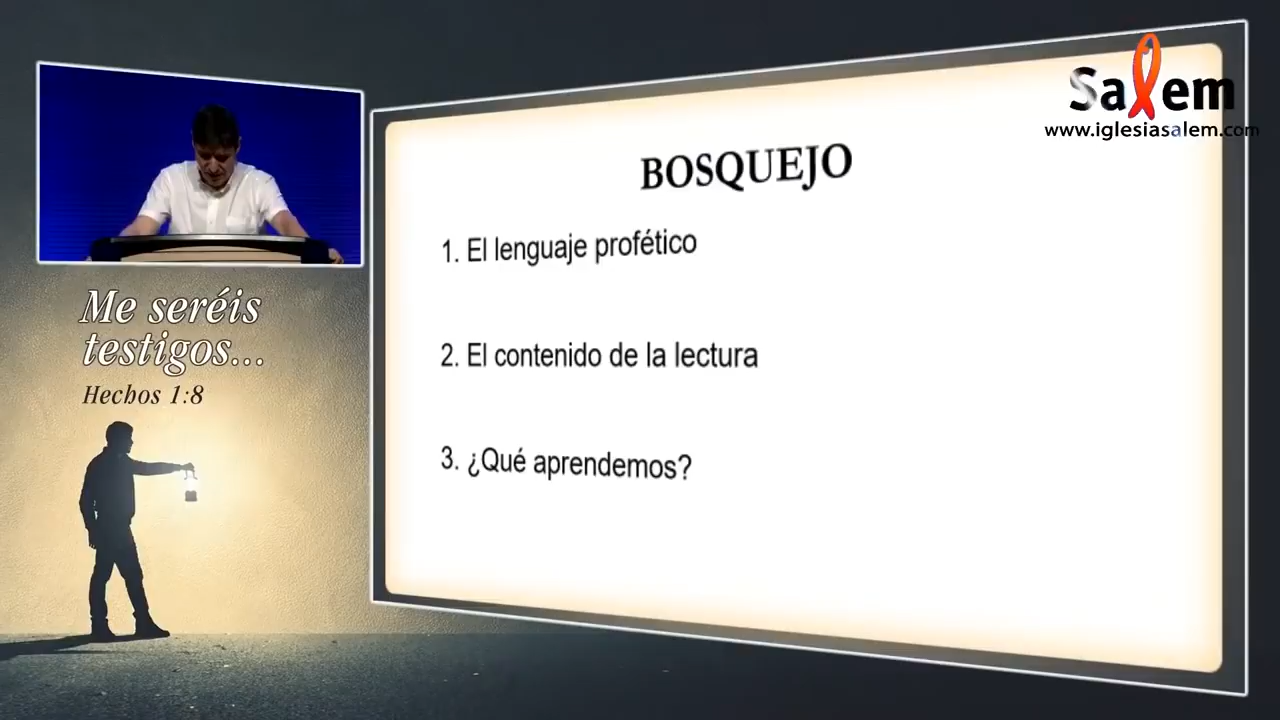 Salem
www.iglesiasalem.com
BOSQUEJO
1. El lenguaje profético
2. El contenido de la lectura
3. ¿Qué aprendemos?
Me seréis
testigos...
Hechos 1:8